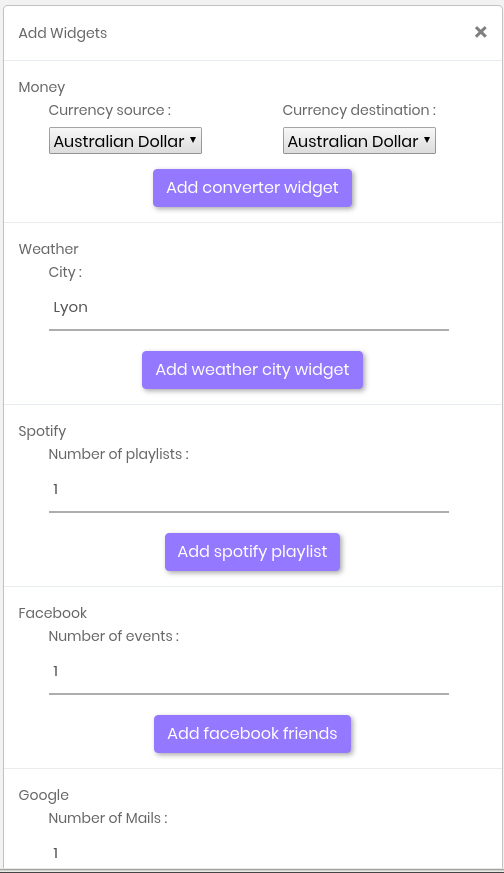 Add Widgets ×
Money
Currency source : Currency destination :
Australian Dollar Australian Dollar
Add converter widget
Weather
City :
Lyon
Add weather city widget
Spotify
Number of playlists :
1
Add spotify playlist
Facebook
Number of events :
1
Add facebook friends
Google
Number of Mails :
1